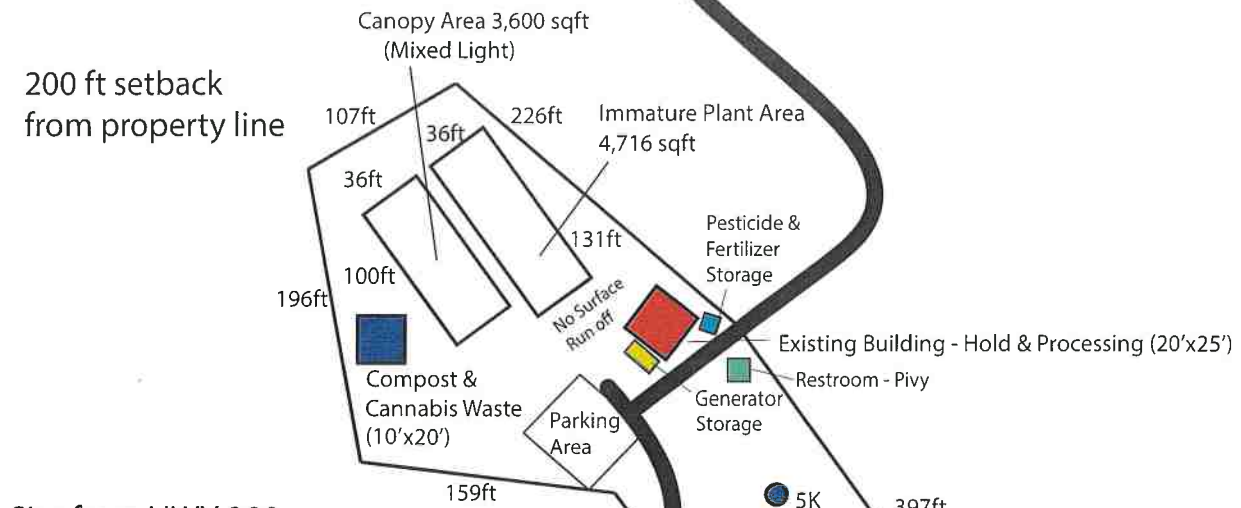 Canopy Area 3,600 sqft
(Mixed Light)
200 ft setback
from property line
107ft
226ft
Immature Plant Area
4,716 sqft
36ft
36ft
Pesticide &
Fertilizer
Storage
131ft
100ft
196ft
No Surface
Run off
Existing Building - Hold & Processing (20'x25')
Restroom - Pivy
Compost &
Cannabis Waste
(10'x20')
Generator
Storage
Parking
Area
159ft
5K
397ft